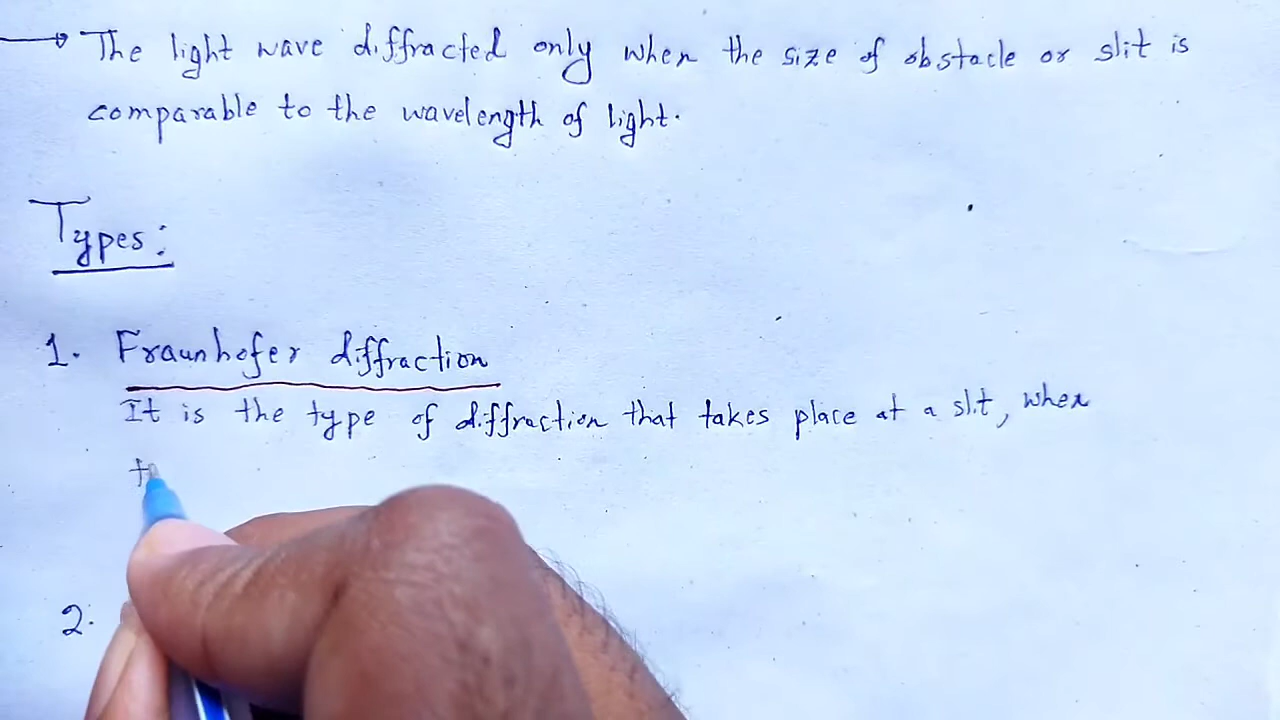 The light wave diffracted only when the size of obstacle or slit is
comparable to the wavelength of light.
Types:
1. Fraunhofer diffraction
It is the type of diffraction that takes place at a slit, when
2.